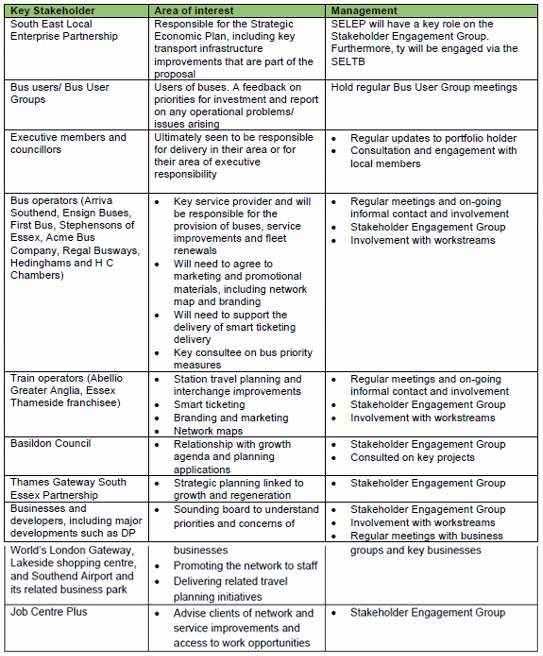 Key Stakeholder
Area of interest
Management
South East Local
Enterprise Partnership
Responsible for the Strategic
Economic Plan, including key
transport infrastructure
improvements that are part of the
proposal
SELEP will have a key role on the
Stakeholder Engagement Group.
Furthermore, ty will be engaged via the
SELTB
Bus users/ Bus User
Groups
Users of buses. A feedback on
priorities for investment and report
on any operational problems/
issues arising
Hold regular Bus User Group meetings
Executive members and
councillors
Ultimately seen to be responsible
for delivery in their area or for
their area of executive
responsibility
• Regular updates to portfolio holder
• Consultation and engagement with
local members
Bus operators (Arriva
Southend, Ensign Buses,
First Bus, Stephensons of
Essex, Acme Bus
Company, Regal Busways,
Hedinghams and H C
Chambers)
• Key service provider and will
be responsible for the
provision of buses, service
improvements and fleet
renewals
• Will need to agree to
marketing and promotional
materials, including network
map and branding
• Will need to support the
delivery of smart ticketing
delivery
• Key consultee on bus priority
measures
• Regular meetings and on-going
informal contact and involvement
• Stakeholder Engagement Group
• Involvement with workstreams
Train operators (Abellio
Greater Anglia, Essex
Thameside franchisee)
• Station travel planning and
interchange improvements
• Smart ticketing
• Branding and marketing
• Network maps
• Regular meetings and on-going
informal contact and involvement
• Stakeholder Engagement Group
• Involvement with workstreams
Basildon Council
• Relationship with growth
agenda and planning
applications
• Stakeholder Engagement Group
• Consulted on key projects
Thames Gateway South
Essex Partnership
• Strategic planning linked to
growth and regeneration
• Stakeholder Engagement Group
Businesses and
developers, including major
developments such as DP
World's London Gateway,
Lakeside shopping centre,
and Southend Airport and
its related business park
• Sounding board to understand
priorities and concerns of
businesses
• Promoting the network to staff
• Delivering related travel
planning initiatives
• Stakeholder Engagement Group
• Involvement with workstreams
• Regular meetings with business
groups and key businesses
Job Centre Plus
• Advise clients of network and
service improvements and
access to work opportunities
• Stakeholder Engagement Group